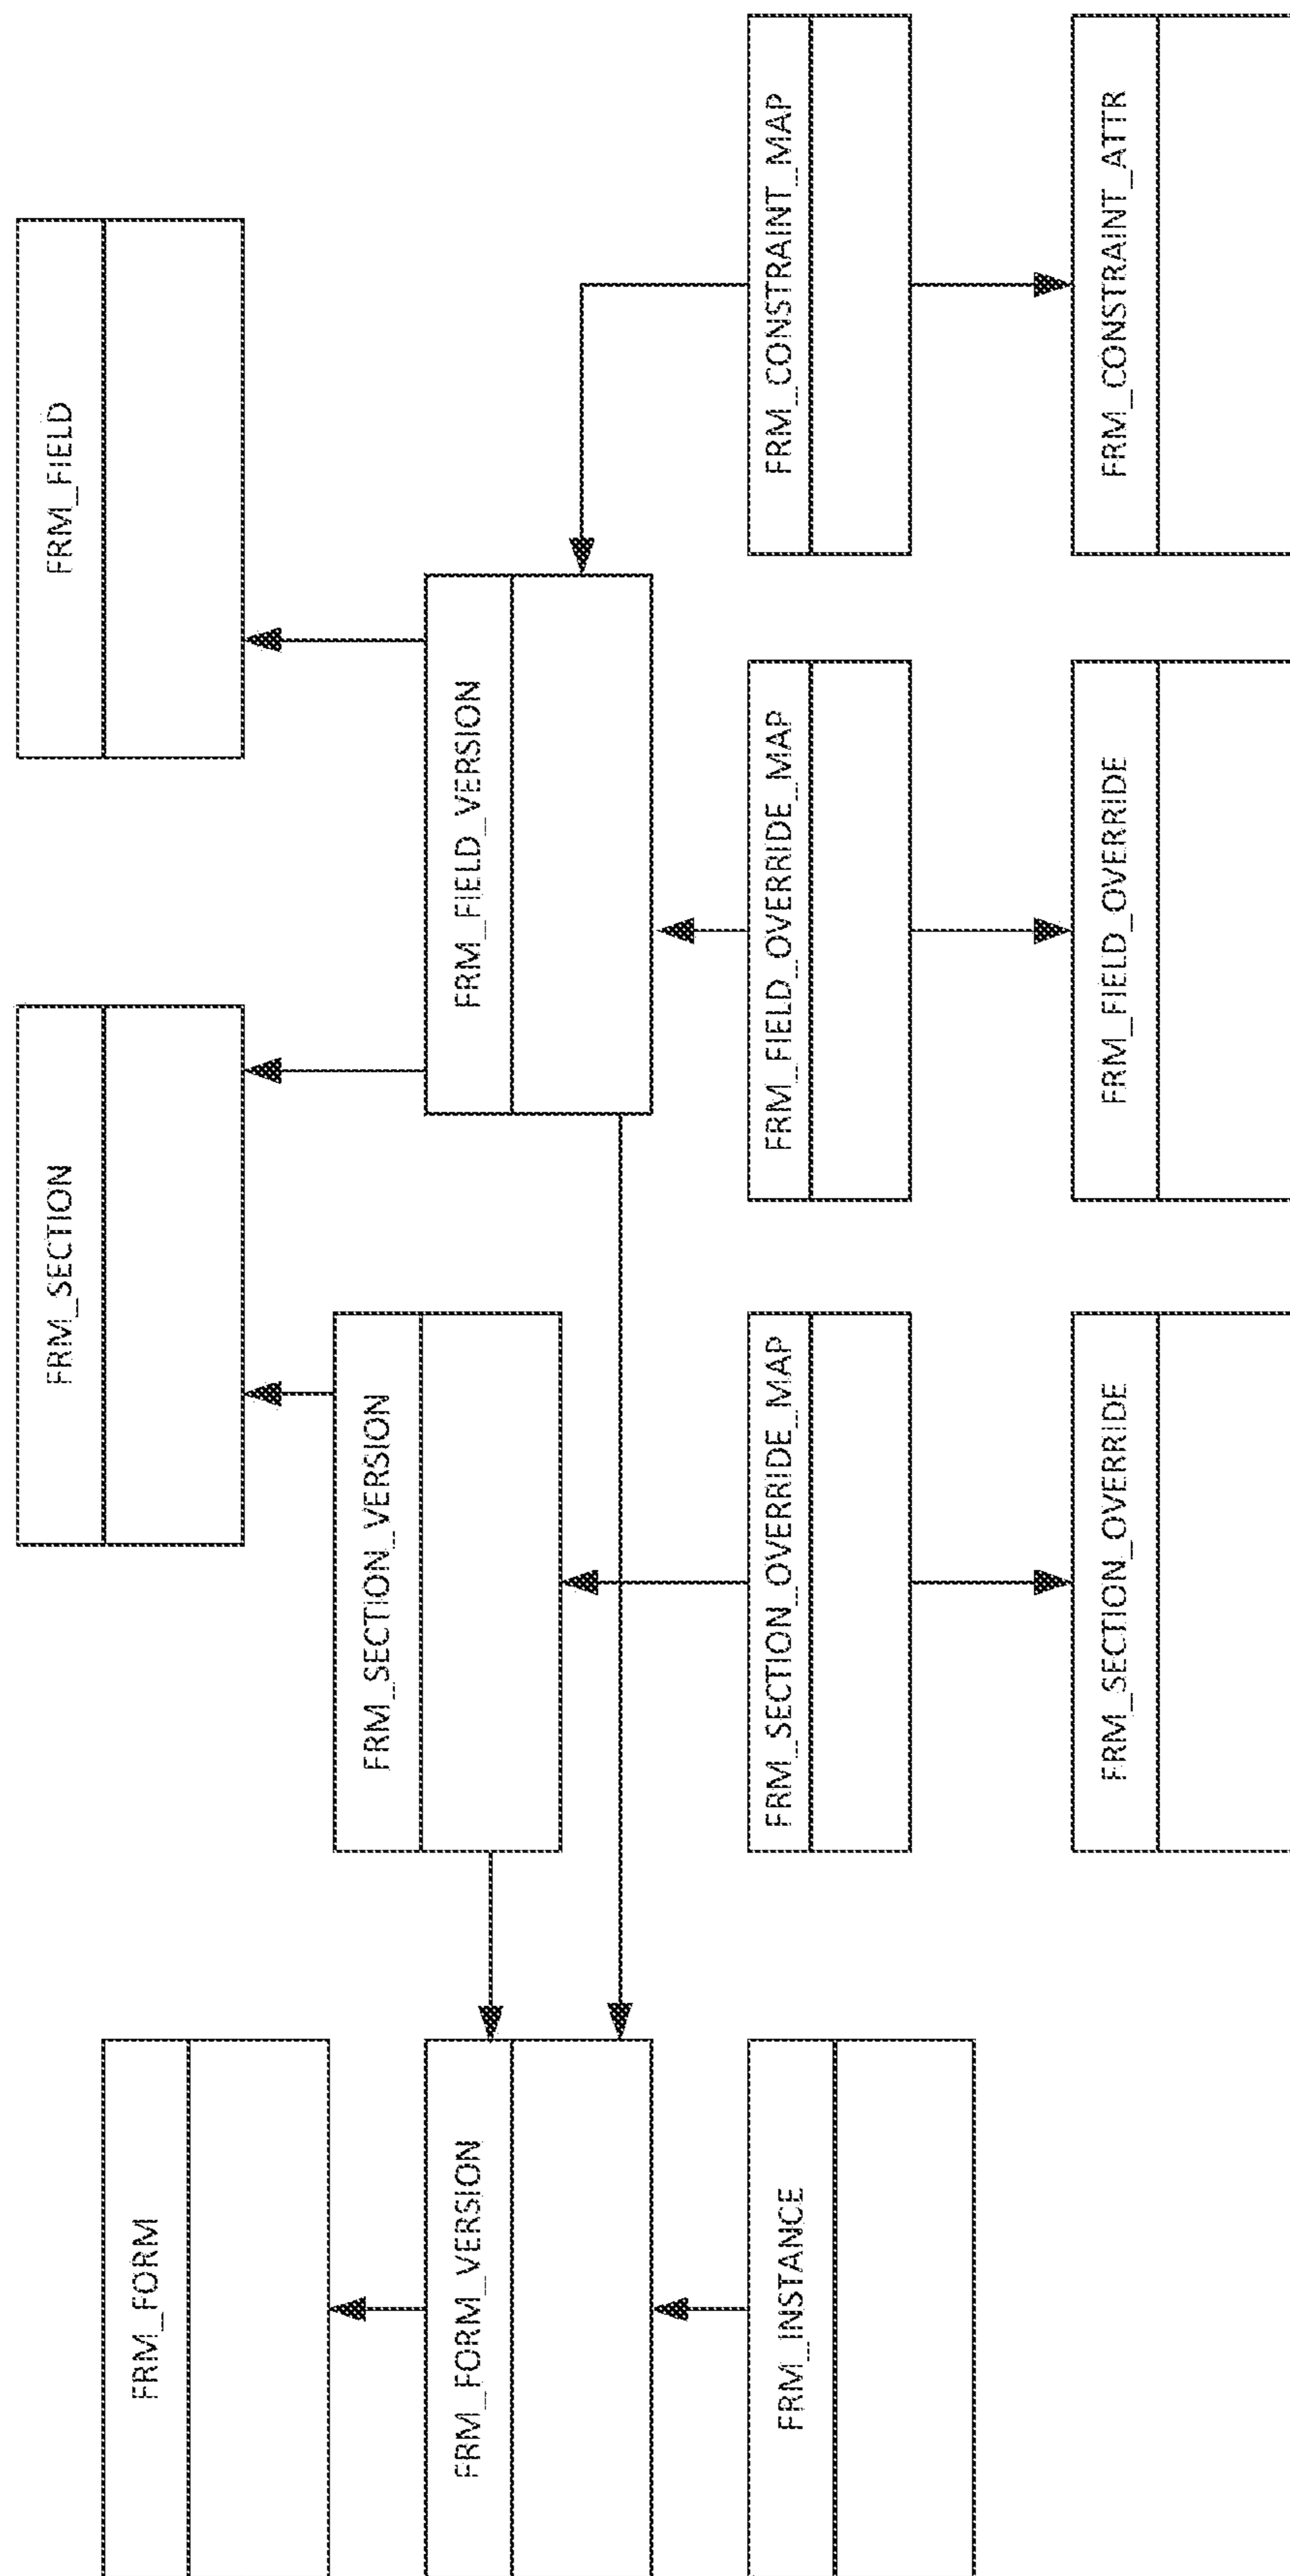 FRM_FORM
FRM_SECTION
FRM_FIELD
FRM_FORM_VERSION
FRM_SECTION_VERSION
FRM_FIELD_VERSION
FRM_INSTANCE
FRM_SECTION_OVERRIDE_MAP
FRM_FIELD_OVERRIDE_MAP
FRM_CONSTRAINT_MAP
FRM_SECTION_OVERRIDE
FRM_FIELD_OVERRIDE
FRM_CONSTRAINT_ATTR